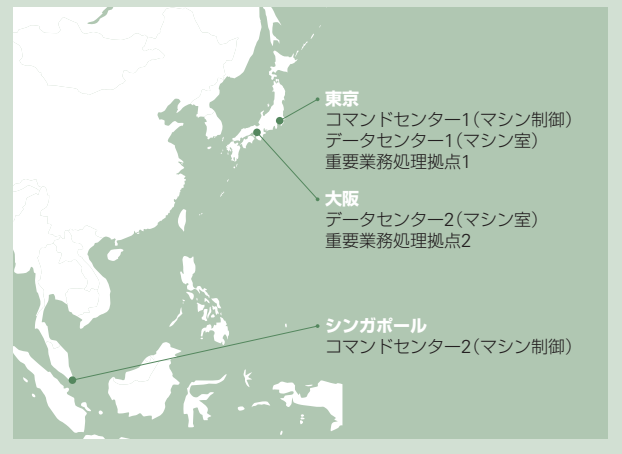 東京
コマンドセンター1（マシン制御）
データセンター1（マシン室）
重要業務処理拠点1
大阪
データセンター2（マシン室）
重要業務処理拠点2
シンガポール
コマンドセンター2（マシン制御）